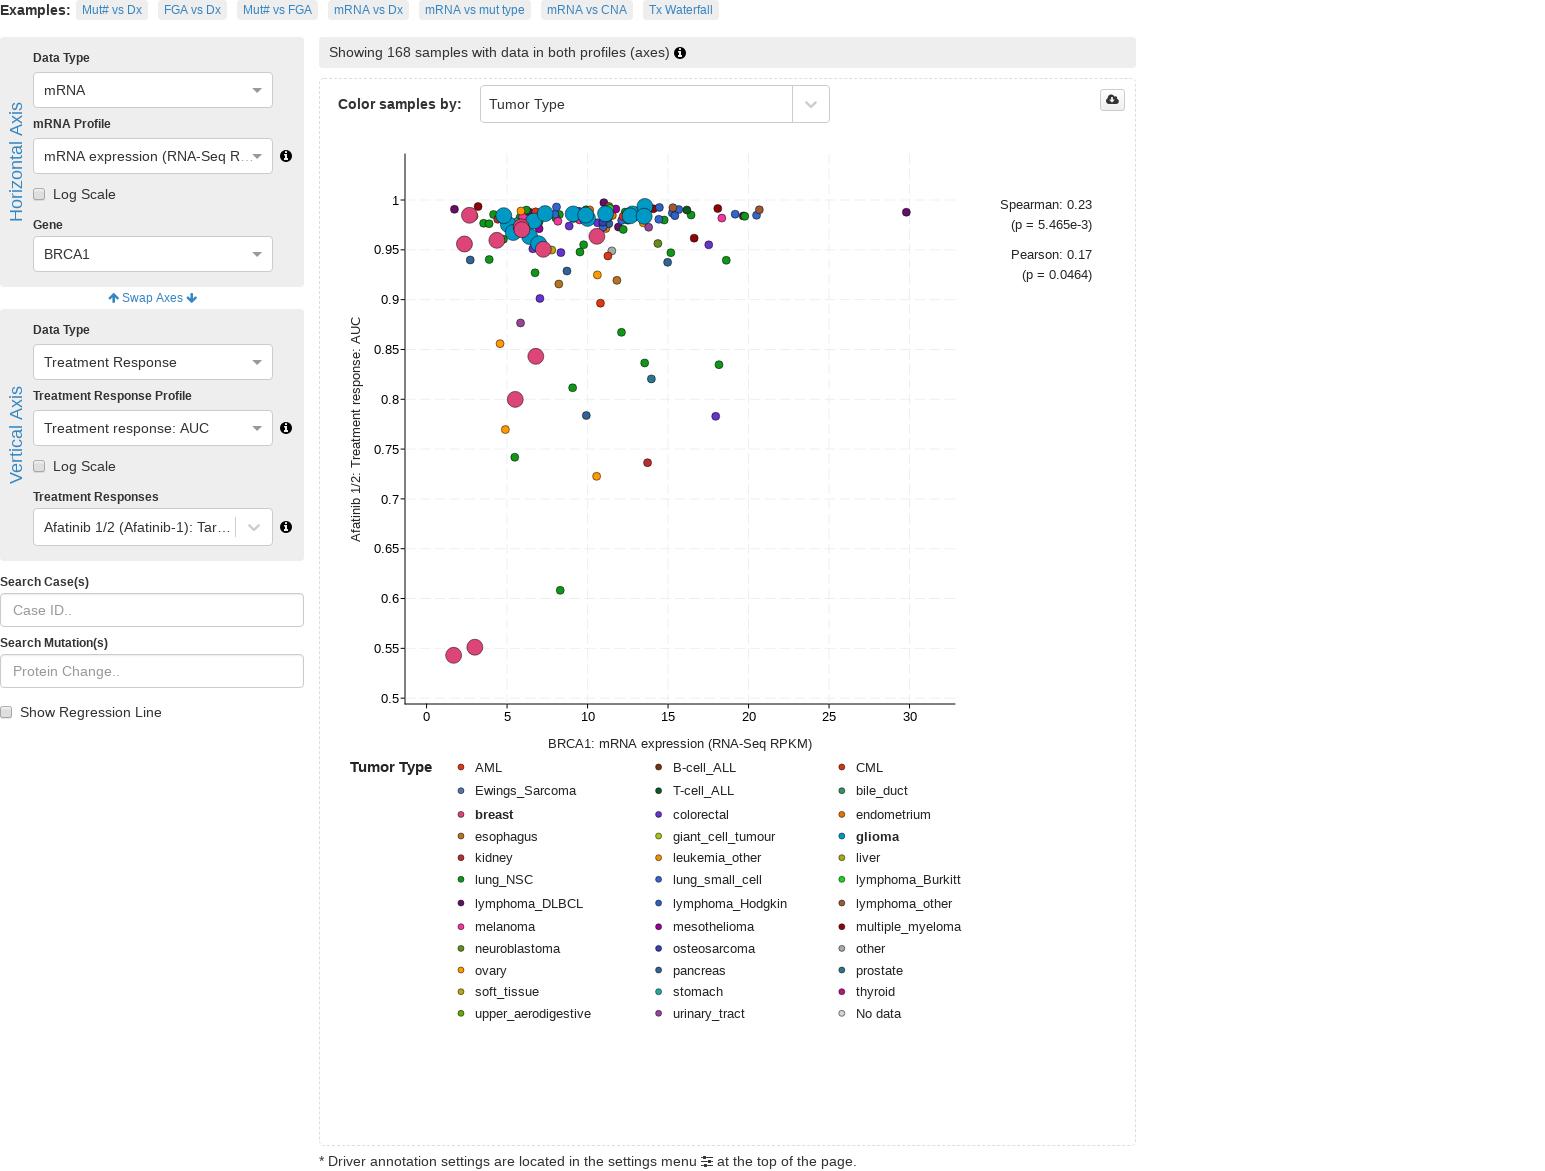 Examples: Mut# vs Dx FGA vs Dx Mut# vs FGA mRNA vs Dx mRNA vs mut type mRNA vs CNA Tx Waterfall
Horizontal Axis
Data Type
mRNA
mRNA Profile
mRNA expression (RNA-Seq R...
Log Scale
Gene
BRCA1
Swap Axes
Vertical Axis
Data Type
Treatment Response
Treatment Response Profile
Treatment response: AUC
Log Scale
Treatment Responses
Afatinib 1/2 (Afatinib-1): Tar...
Search Case(s)
Case ID..
Search Mutation(s)
Protein Change..
Show Regression Line
Showing 168 samples with data in both profiles (axes)
Color samples by: Tumor Type
Spearman: 0.23
(p = 5.465e-3)
Pearson: 0.17
(p = 0.0464)
Afatinib 1/2: Treatment response: AUC
1
0.95
0.9
0.85
0.8
0.75
0.7
0.65
0.6
0.55
0.5
0 5 10 15 20 25 30
BRCA1: mRNA expression (RNA-Seq RPKM)
Tumor Type
AML B-cell_ALL CML
Ewings_Sarcoma T-cell_ALL bile_duct
breast colorectal endometrium
esophagus giant_cell_tumour glioma
kidney leukemia_other liver
lung_NSC lung_small_cell lymphoma_Burkitt
lymphoma_DLBCL lymphoma_Hodgkin lymphoma_other
melanoma mesothelioma multiple_myeloma
neuroblastoma osteosarcoma other
ovary pancreas prostate
soft_tissue stomach thyroid
upper_aerodigestive urinary_tract No data
* Driver annotation settings are located in the settings menu at the top of the page.